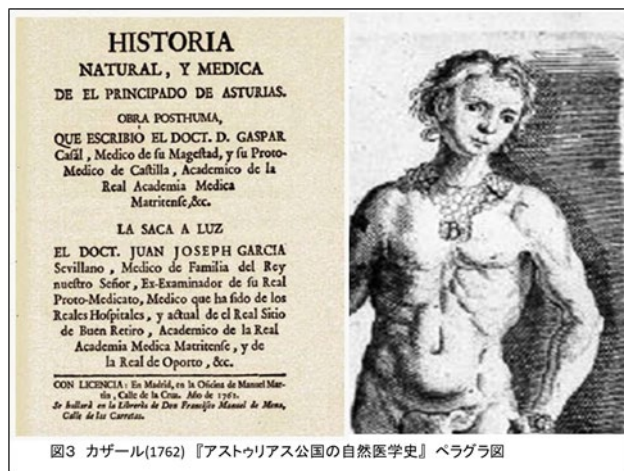 HISTORIA
NATURAL, Y MEDICA
DE EL PRINCIPADO DE ASTURIAS.
OBRA POSTHUMA,
QUE ESCRIBIÒ EL DOCT. D. GASPAR
Casàl, Medico de su Magestad, y su Proto-
Medico de Castilla, Academico de la
Real Academia Medica
Matritense, &c.
LA SACA A LUZ
EL DOCT. JUAN JOSEPH GARCIA
Sevillano, Medico de Familia del Rey
nuestro Señor, Ex-Examinador de su Real
Proto-Medicato, Medico que ha sido de los
Reales Hospitales, y actual de el Real Sitio
de Buen Retiro, Academico de la Real
Academia Medica Matritense, y de
la Real de Oporto, &c.
CON LICENCIA: En Madrid, en la Oficina de Manuel Mar-
tin, Calle de la Cruz. Año de 1762.
Se hallarà en la Librerìa de Don Francisco Manuel de Mena,
Calle de las Carretas.
B
図3 カザール(1762) 『アストゥリアス公国の自然医学史』 ペラグラ図